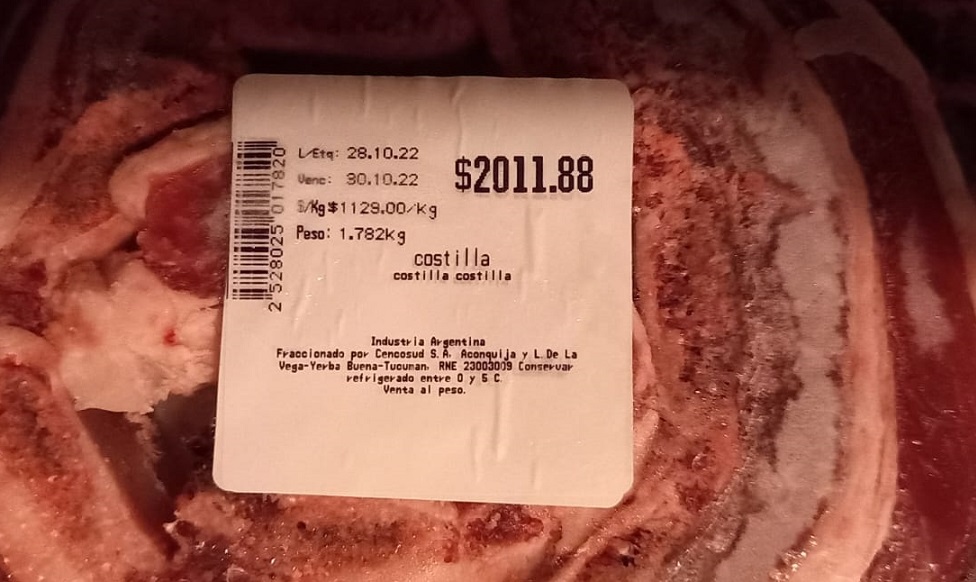 L/Etq: 28.10.22
Venc: 30.10.22
$/Kg $1129.00/kg
Peso: 1.782kg
$2011.88
2 528025 017820
costilla
costilla costilla
Industria Argentina
Fraccionado por Cencosud S.A. Aconquija y L. De La
Vega-Yerba Buena-Tucuman. RNE 23003009 Conservar
refrigerado entre 0 y 5 C.
Venta al peso.